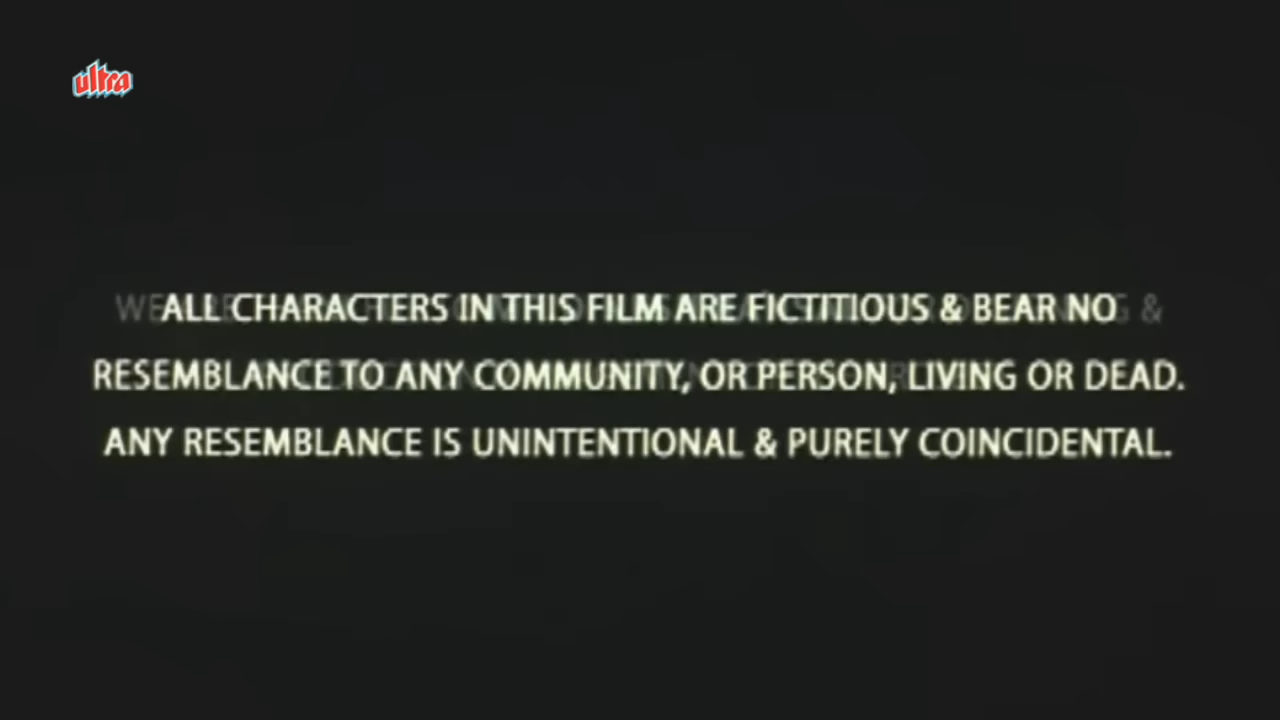 ultra
ALL CHARACTERS IN THIS FILM ARE FICTITIOUS & BEAR NO
RESEMBLANCE TO ANY COMMUNITY, OR PERSON, LIVING OR DEAD.
ANY RESEMBLANCE IS UNINTENTIONAL & PURELY COINCIDENTAL.